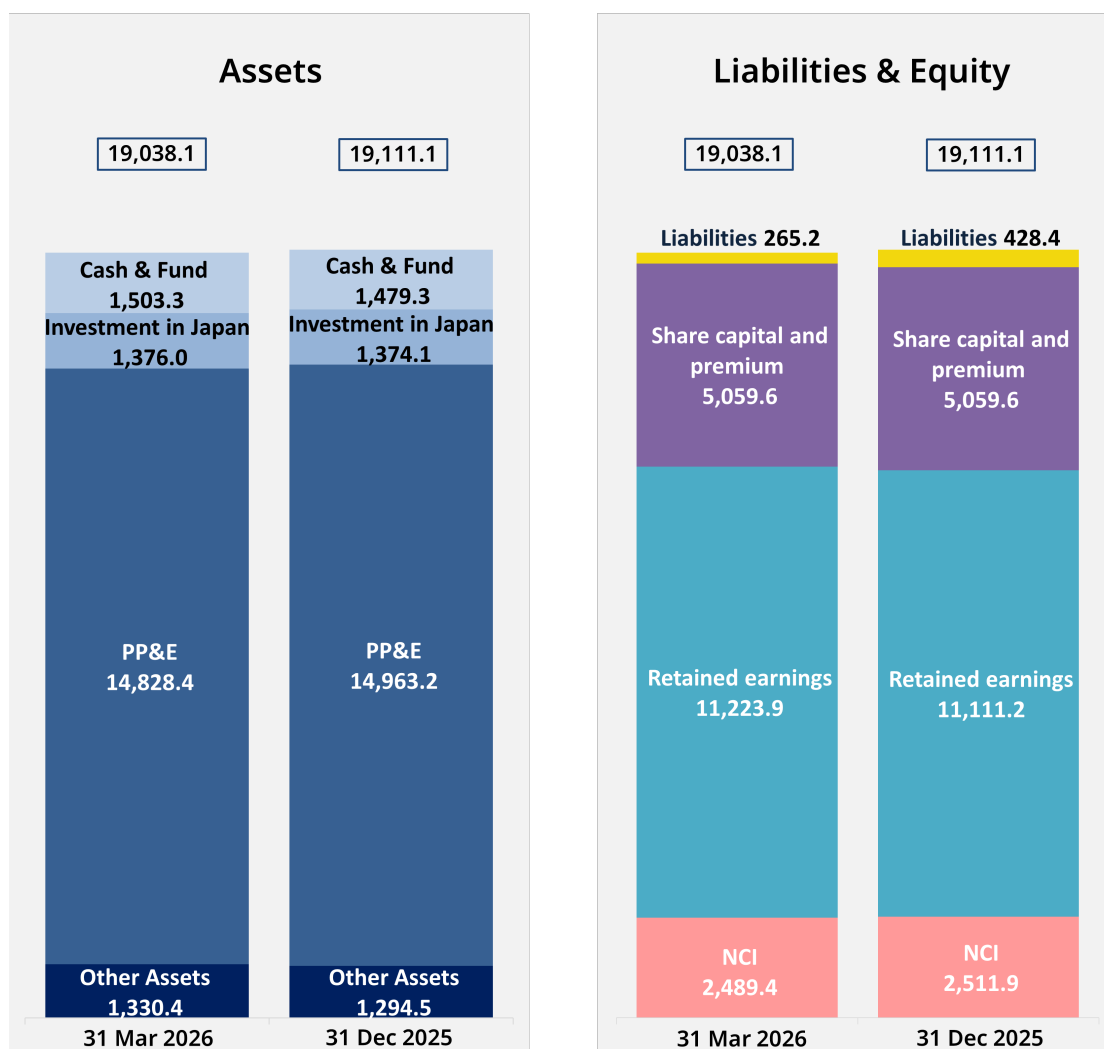 Assets
19,038.1
19,111.1
Cash & Fund
1,503.3
Investment in Japan
1,376.0
PP&E
14,828.4
Other Assets
1,330.4
31 Mar 2026
Cash & Fund
1,479.3
Investment in Japan
1,374.1
PP&E
14,963.2
Other Assets
1,294.5
31 Dec 2025
Liabilities & Equity
19,038.1
19,111.1
Liabilities 265.2
Share capital and
premium
5,059.6
Retained earnings
11,223.9
NCI
2,489.4
31 Mar 2026
Liabilities 428.4
Share capital and
premium
5,059.6
Retained earnings
11,111.2
NCI
2,511.9
31 Dec 2025